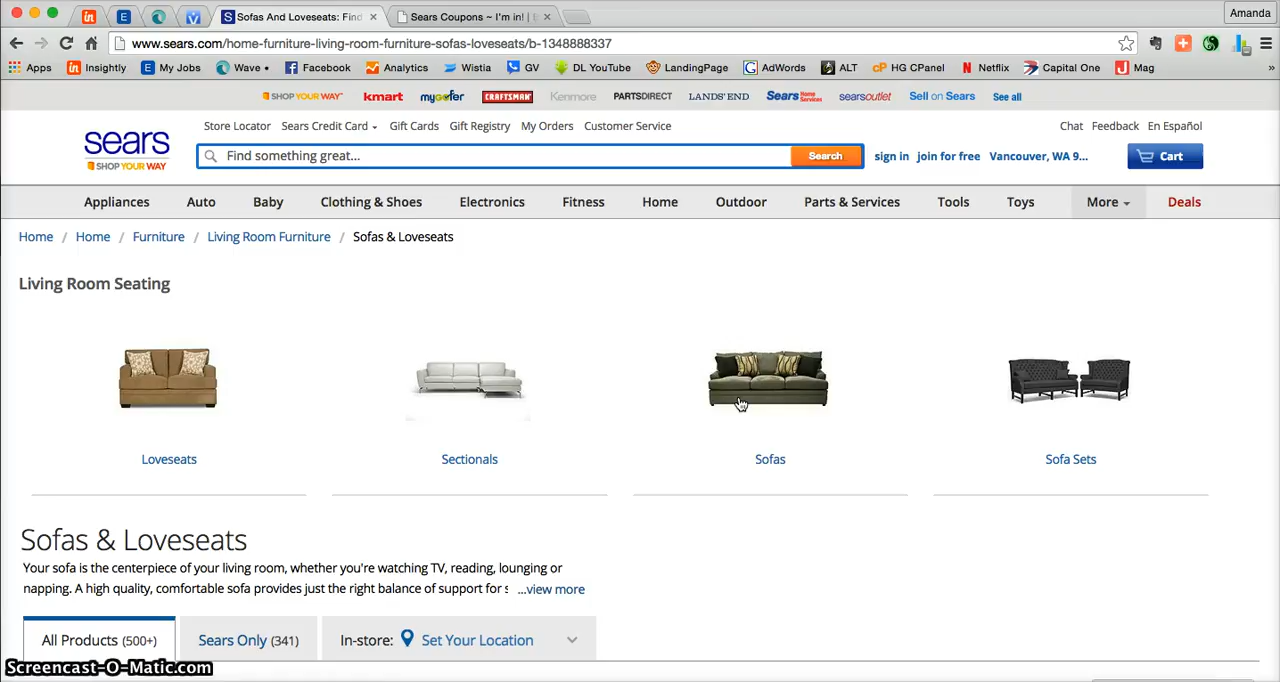 Sofas And Loveseats: Find
Sears Coupons ~ I'm in! |
Amanda
www.sears.com/home-furniture-living-room-furniture-sofas-loveseats/b-1348888337
Apps Insightly My Jobs Wave • Facebook Analytics Wistia GV DL YouTube LandingPage AdWords ALT HG CPanel Netflix Capital One Mag »
SHOP YOUR WAY kmart mygofer CRAFTSMAN Kenmore PARTSDIRECT LANDS' END Sears Home Services searsoutlet Sell on Sears See all
Store Locator Sears Credit Card Gift Cards Gift Registry My Orders Customer Service Chat Feedback En Español
sears
SHOP YOUR WAY
Find something great... Search sign in join for free Vancouver, WA 9... Cart
Appliances Auto Baby Clothing & Shoes Electronics Fitness Home Outdoor Parts & Services Tools Toys More Deals
Home / Home / Furniture / Living Room Furniture / Sofas & Loveseats
Living Room Seating
Loveseats Sectionals Sofas Sofa Sets
Sofas & Loveseats
Your sofa is the centerpiece of your living room, whether you're watching TV, reading, lounging or
napping. A high quality, comfortable sofa provides just the right balance of support for s ...view more
All Products (500+) Sears Only (341) In-store: Set Your Location
Screencast-O-Matic.com